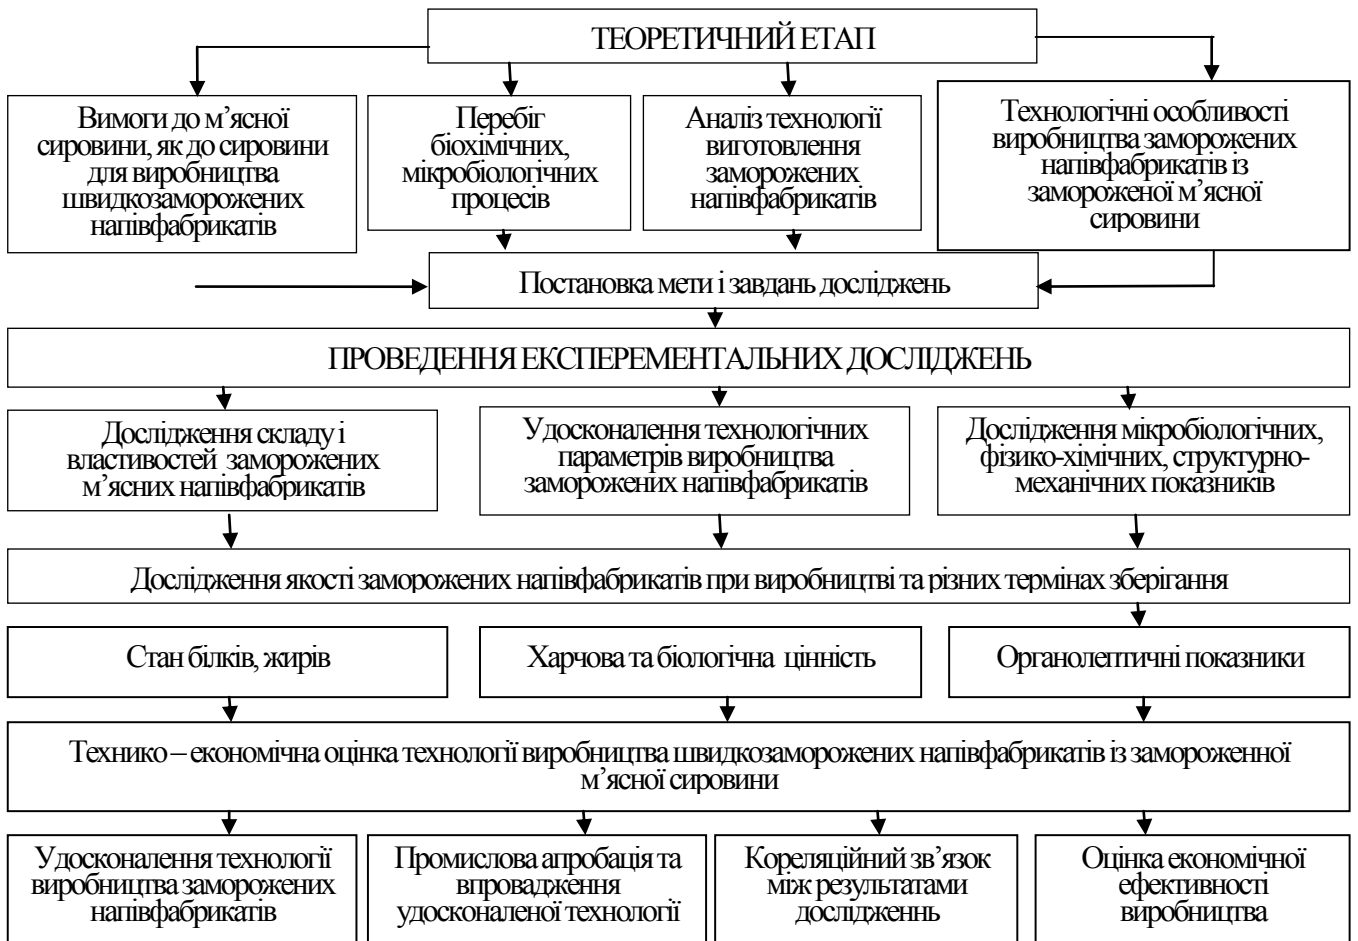 ТЕОРЕТИЧНИЙ ЕТАП
Вимоги до м’ясної
сировини, як до сировини
для виробництва
швидкозаморожених
напівфабрикатів
Перебіг
біохімічних,
мікробіологічних
процесів
Аналіз технології
виготовлення
заморожених
напівфабрикатів
Технологічні особливості
виробництва заморожених
напівфабрикатів із
замороженої м’ясної
сировини
Постановка мети і завдань досліджень
ПРОВЕДЕННЯ ЕКСПЕРЕМЕНТАЛЬНИХ ДОСЛІДЖЕНЬ
Дослідження складу і
властивостей заморожених
м’ясних напівфабрикатів
Удосконалення технологічних
параметрів виробництва
заморожених напівфабрикатів
Дослідження мікробіологічних,
фізико-хімічних, структурно-
механічних показників
Дослідження якості заморожених напівфабрикатів при виробництві та різних термінах зберігання
Стан білків, жирів
Харчова та біологічна цінність
Органолептичні показники
Технико – економічна оцінка технології виробництва швидкозаморожених напівфабрикатів із замороженної
м’ясної сировини
Удосконалення технології
виробництва заморожених
напівфабрикатів
Промислова апробація та
впровадження
удосконаленої технології
Кореляційний зв’язок
між результатами
дослідженнь
Оцінка економічної
ефективності
виробництва